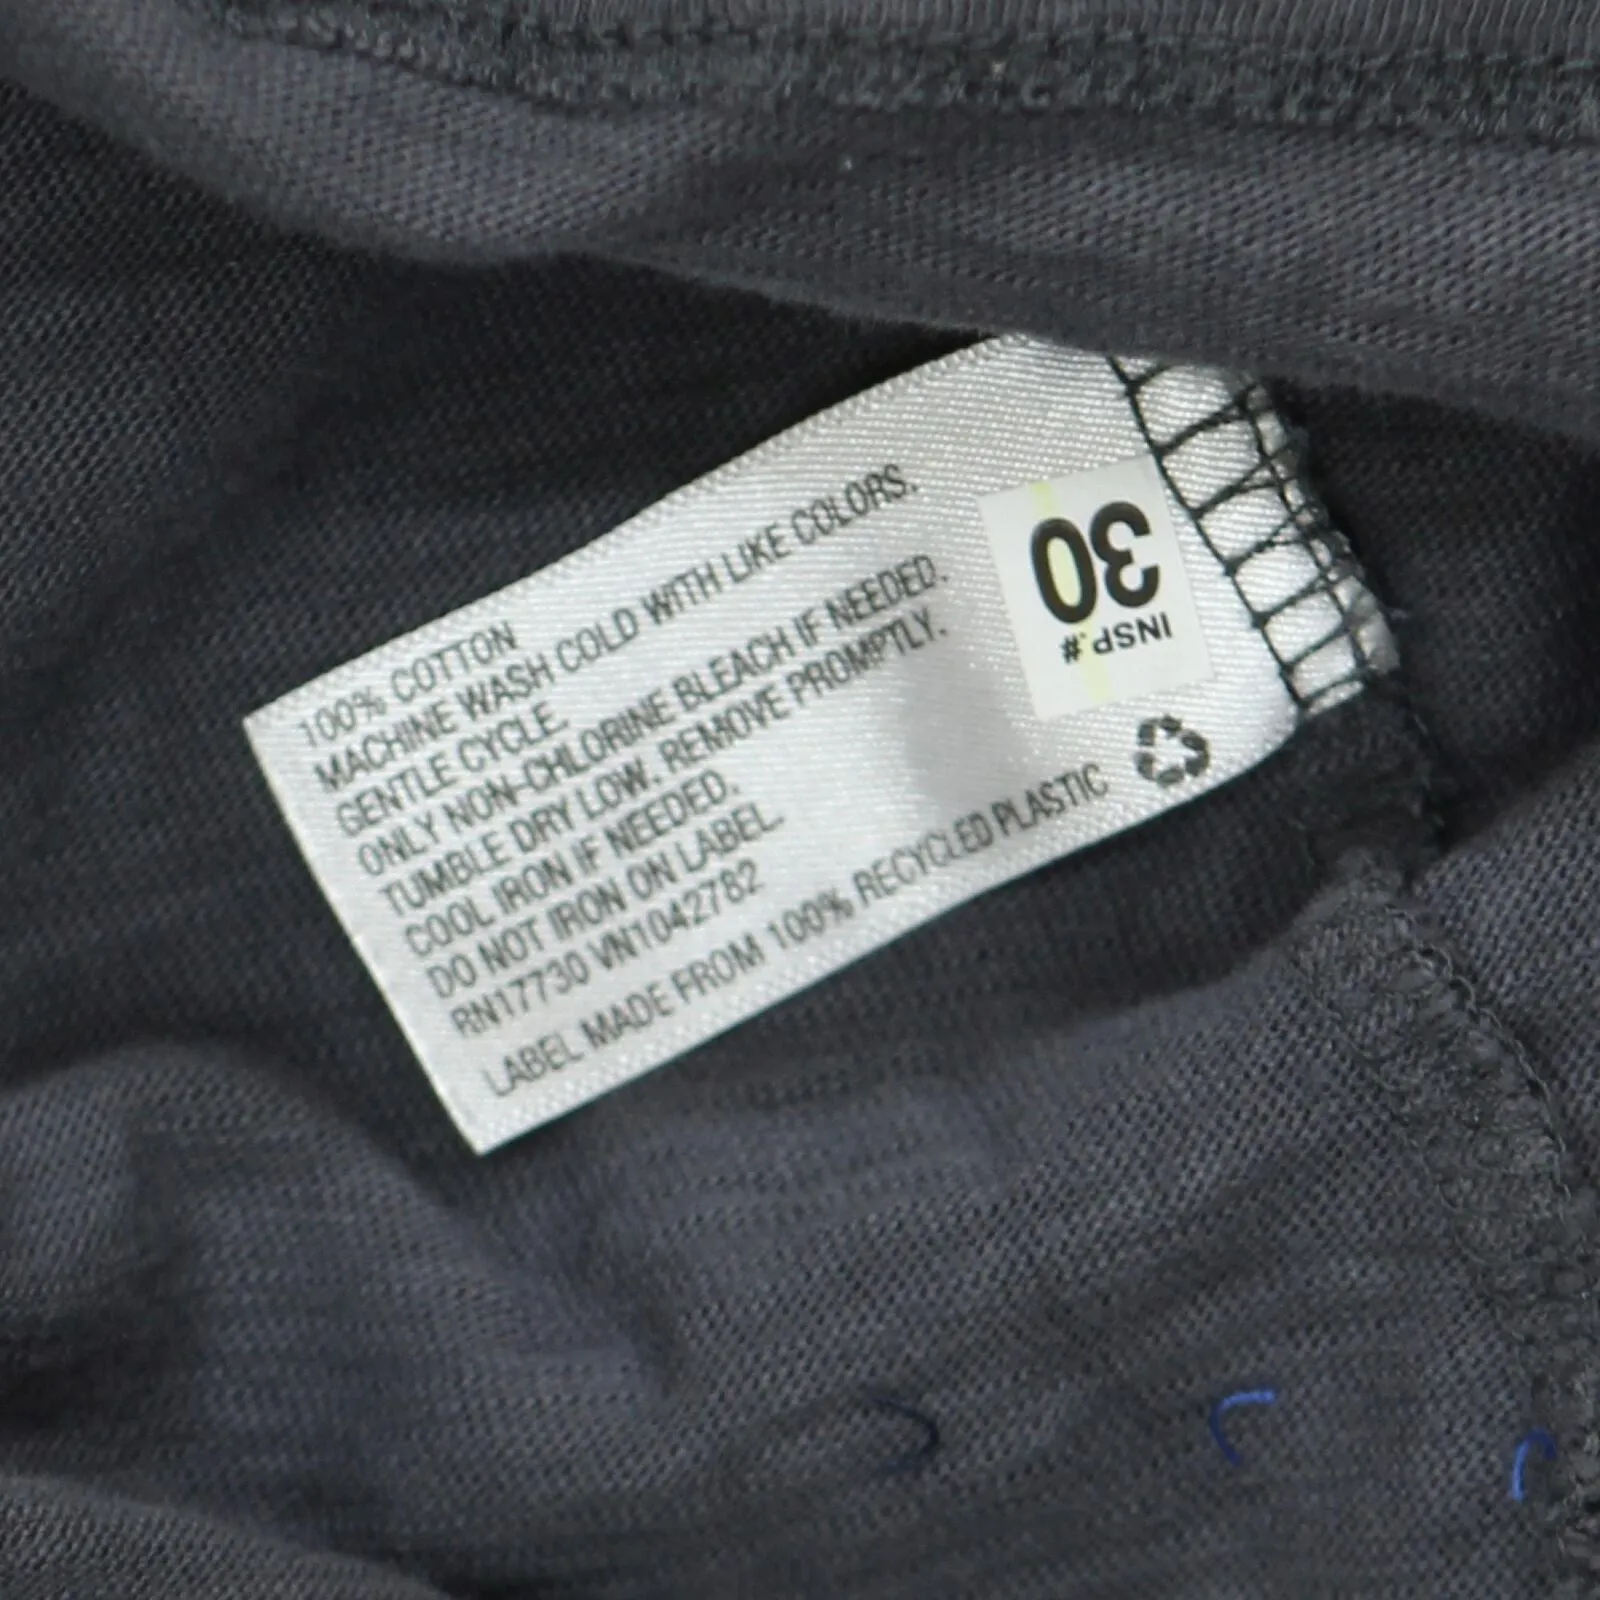 100% COTTON
MACHINE WASH COLD WITH LIKE COLORS.
GENTLE CYCLE.
ONLY NON-CHLORINE BLEACH IF NEEDED.
TUMBLE DRY LOW. REMOVE PROMPTLY.
COOL IRON IF NEEDED.
DO NOT IRON ON LABEL.
RN17730 VN1042782
LABEL MADE FROM 100% RECYCLED PLASTIC
INSP.#
30